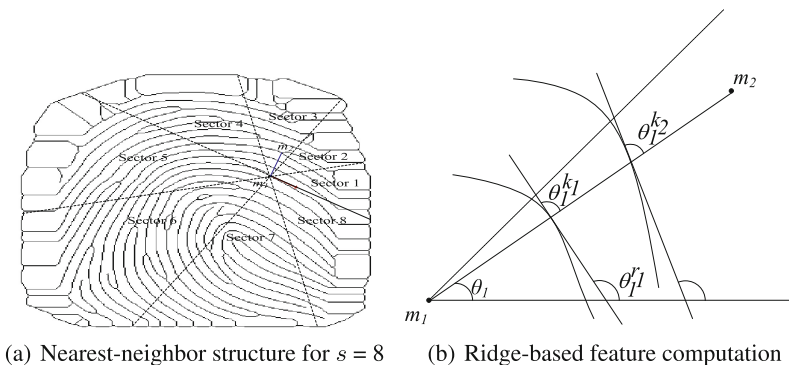 Sector 3
Sector 4
m
Sector 2
Sector 5
m
Sector 1
Sector 6
Sector 8
Sector 7
m₂
θ₁ᵏ2
θ₁ᵏ1
θ₁ʳ1
θ₁
m₁
(a) Nearest-neighbor structure for s = 8
(b) Ridge-based feature computation